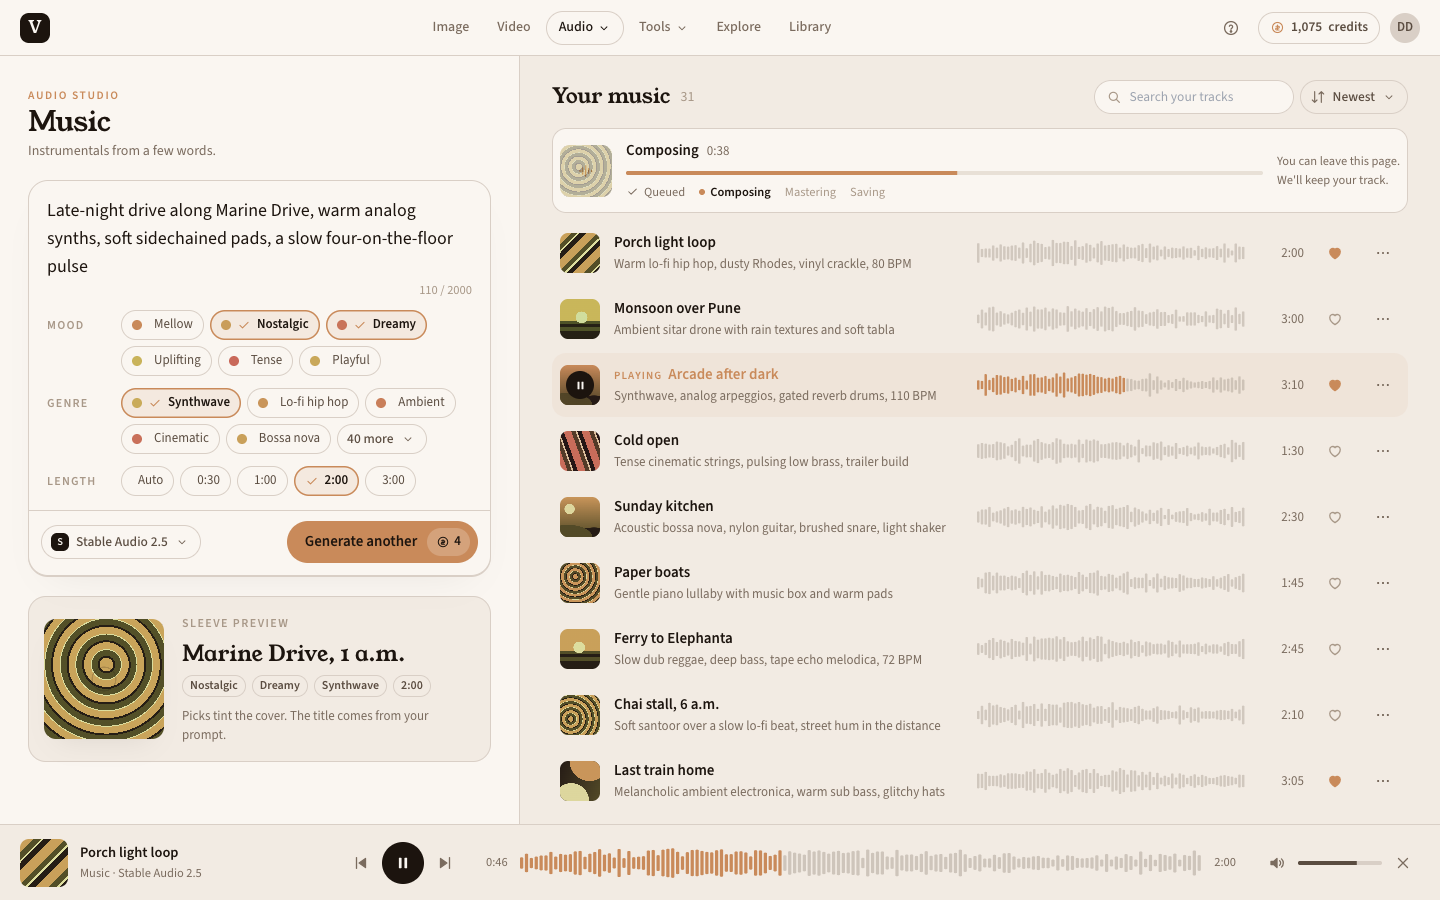 V
Image Video Audio Tools Explore Library
1,075 credits DD
AUDIO STUDIO
Music
Instrumentals from a few words.
Late-night drive along Marine Drive, warm analog
synths, soft sidechained pads, a slow four-on-the-floor
pulse
110 / 2000
MOOD Mellow Nostalgic Dreamy
Uplifting Tense Playful
GENRE Synthwave Lo-fi hip hop Ambient
Cinematic Bossa nova 40 more
LENGTH Auto 0:30 1:00 2:00 3:00
S Stable Audio 2.5 Generate another 4
SLEEVE PREVIEW
Marine Drive, 1 a.m.
Nostalgic Dreamy Synthwave 2:00
Picks tint the cover. The title comes from your
prompt.
Your music 31
Search your tracks Newest
Composing 0:38
Queued Composing Mastering Saving
You can leave this page.
We'll keep your track.
Porch light loop
Warm lo-fi hip hop, dusty Rhodes, vinyl crackle, 80 BPM
2:00
Monsoon over Pune
Ambient sitar drone with rain textures and soft tabla
3:00
PLAYING Arcade after dark
Synthwave, analog arpeggios, gated reverb drums, 110 BPM
3:10
Cold open
Tense cinematic strings, pulsing low brass, trailer build
1:30
Sunday kitchen
Acoustic bossa nova, nylon guitar, brushed snare, light shaker
2:30
Paper boats
Gentle piano lullaby with music box and warm pads
1:45
Ferry to Elephanta
Slow dub reggae, deep bass, tape echo melodica, 72 BPM
2:45
Chai stall, 6 a.m.
Soft santoor over a slow lo-fi beat, street hum in the distance
2:10
Last train home
Melancholic ambient electronica, warm sub bass, glitchy hats
3:05
Porch light loop
Music · Stable Audio 2.5
0:46 2:00